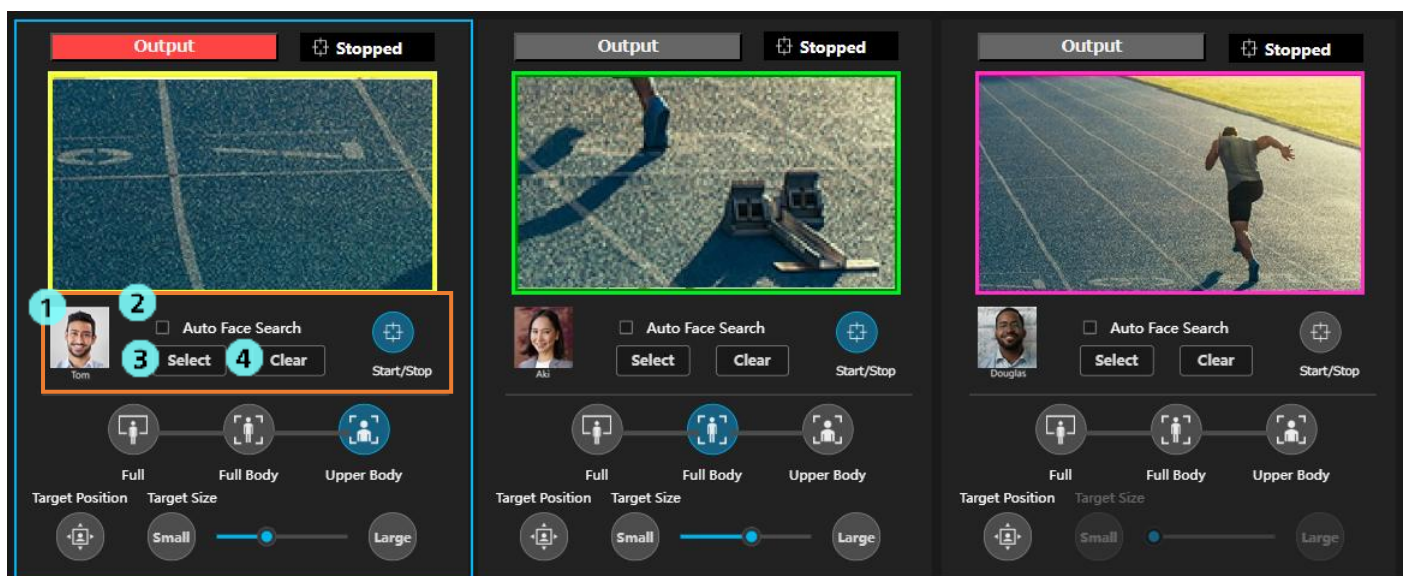 Output Stopped
Output Stopped
Output Stopped
1
2
Auto Face Search
3 Select 4 Clear
Tom
Start/Stop
Auto Face Search
Select Clear
Aki
Start/Stop
Auto Face Search
Select Clear
Douglas
Start/Stop
Full Full Body Upper Body
Target Position Target Size
Small Large
Full Full Body Upper Body
Target Position Target Size
Small Large
Full Full Body Upper Body
Target Position Target Size
Small Large